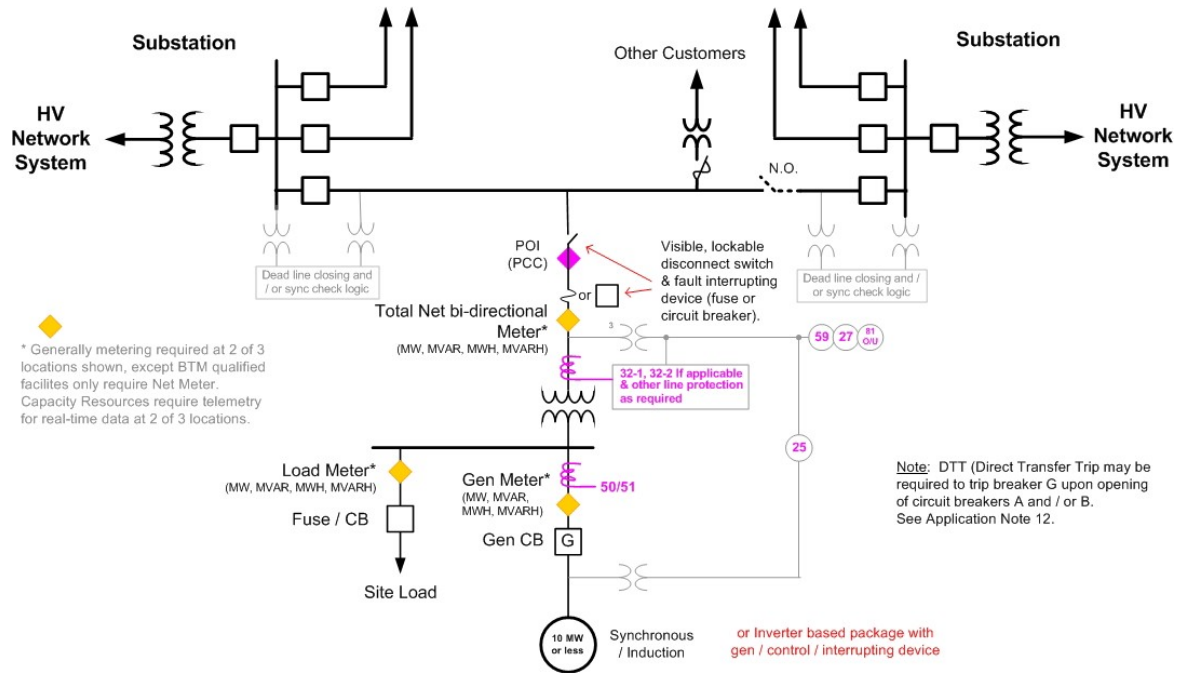 Substation
Substation
Other Customers
HV
Network
System
HV
Network
System
N.O.
POI
(PCC)
Visible, lockable
disconnect switch
& fault interrupting
device (fuse or
circuit breaker).
Dead line closing and
/ or sync check logic
Dead line closing and /
or sync check logic
or
Total Net bi-directional
Meter*
(MW, MVAR, MWH, MVARH)
3
59
27
81
O/U
* Generally metering required at 2 of 3
locations shown, except BTM qualified
facilites only require Net Meter.
Capacity Resources require telemetry
for real-time data at 2 of 3 locations.
32-1, 32-2 If applicable
& other line protection
as required
25
Load Meter*
(MW, MVAR, MWH, MVARH)
Gen Meter*
(MW, MVAR,
MWH, MVARH)
50/51
Note: DTT (Direct Transfer Trip may be
required to trip breaker G upon opening
of circuit breakers A and / or B.
See Application Note 12.
Fuse / CB
Gen CB
G
Site Load
10 MW
or less
Synchronous
/ Induction
or Inverter based package with
gen / control / interrupting device